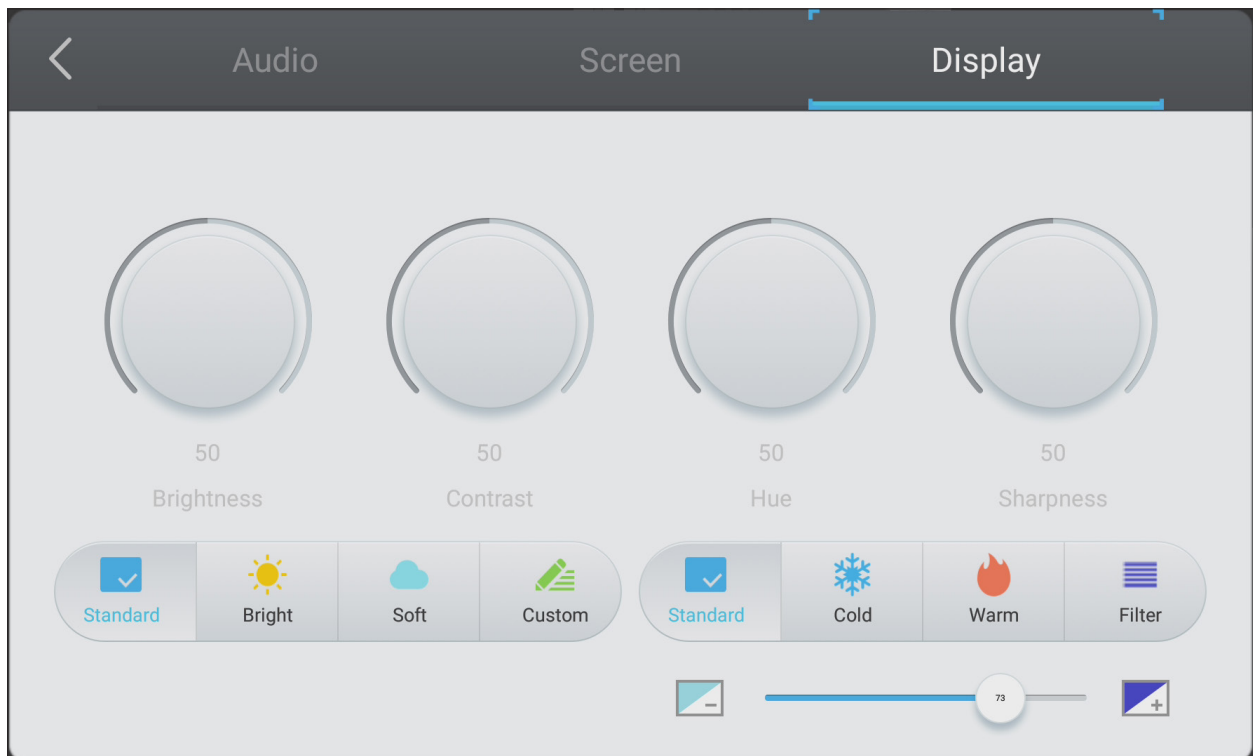 Audio Screen Display
50 50 50 50
Brightness Contrast Hue Sharpness
Standard Bright Soft Custom Standard Cold Warm Filter
73